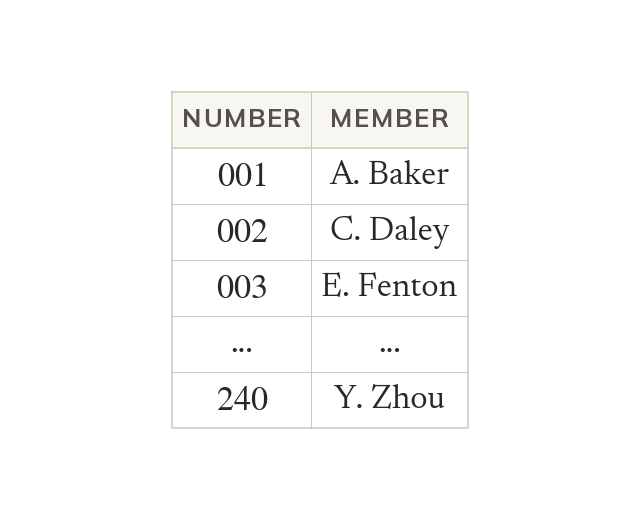 NUMBER MEMBER
001 A. Baker
002 C. Daley
003 E. Fenton
... ...
240 Y. Zhou